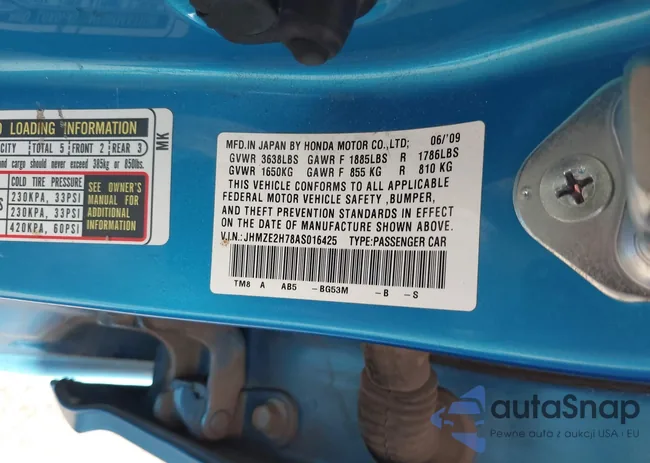 LOADING INFORMATION
TOTAL 5 FRONT 2 REAR 3
and cargo should never exceed 385kg or 850lbs.
MK
COLD TIRE PRESSURE
230KPA, 33PSI
230KPA, 33PSI
420KPA, 60PSI
SEE OWNER'S
MANUAL FOR
ADDITIONAL
INFORMATION
MFD.IN JAPAN BY HONDA MOTOR CO.,LTD; 06/'09
GVWR 3638LBS GAWR F 1885LBS R 1786LBS
GVWR 1650KG GAWR F 855 KG R 810 KG
THIS VEHICLE CONFORMS TO ALL APPLICABLE
FEDERAL MOTOR VEHICLE SAFETY ,BUMPER,
AND THEFT PREVENTION STANDARDS IN EFFECT
ON THE DATE OF MANUFACTURE SHOWN ABOVE.
V.I.N.:JHMZE2H78AS016425 TYPE:PASSENGER CAR
TM8 A AB5 -BG53M -B -S
autaSnap
Pewne auta z aukcji USA i EU